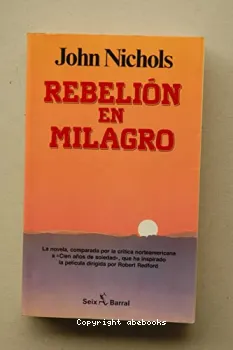 John Nichols
REBELIÓN
EN
MILAGRO
La novela, comparada por la crítica norteamericana
a «Cien años de soledad», que ha inspirado
la película dirigida por Robert Redford
Seix Barral
Copyright abebooks